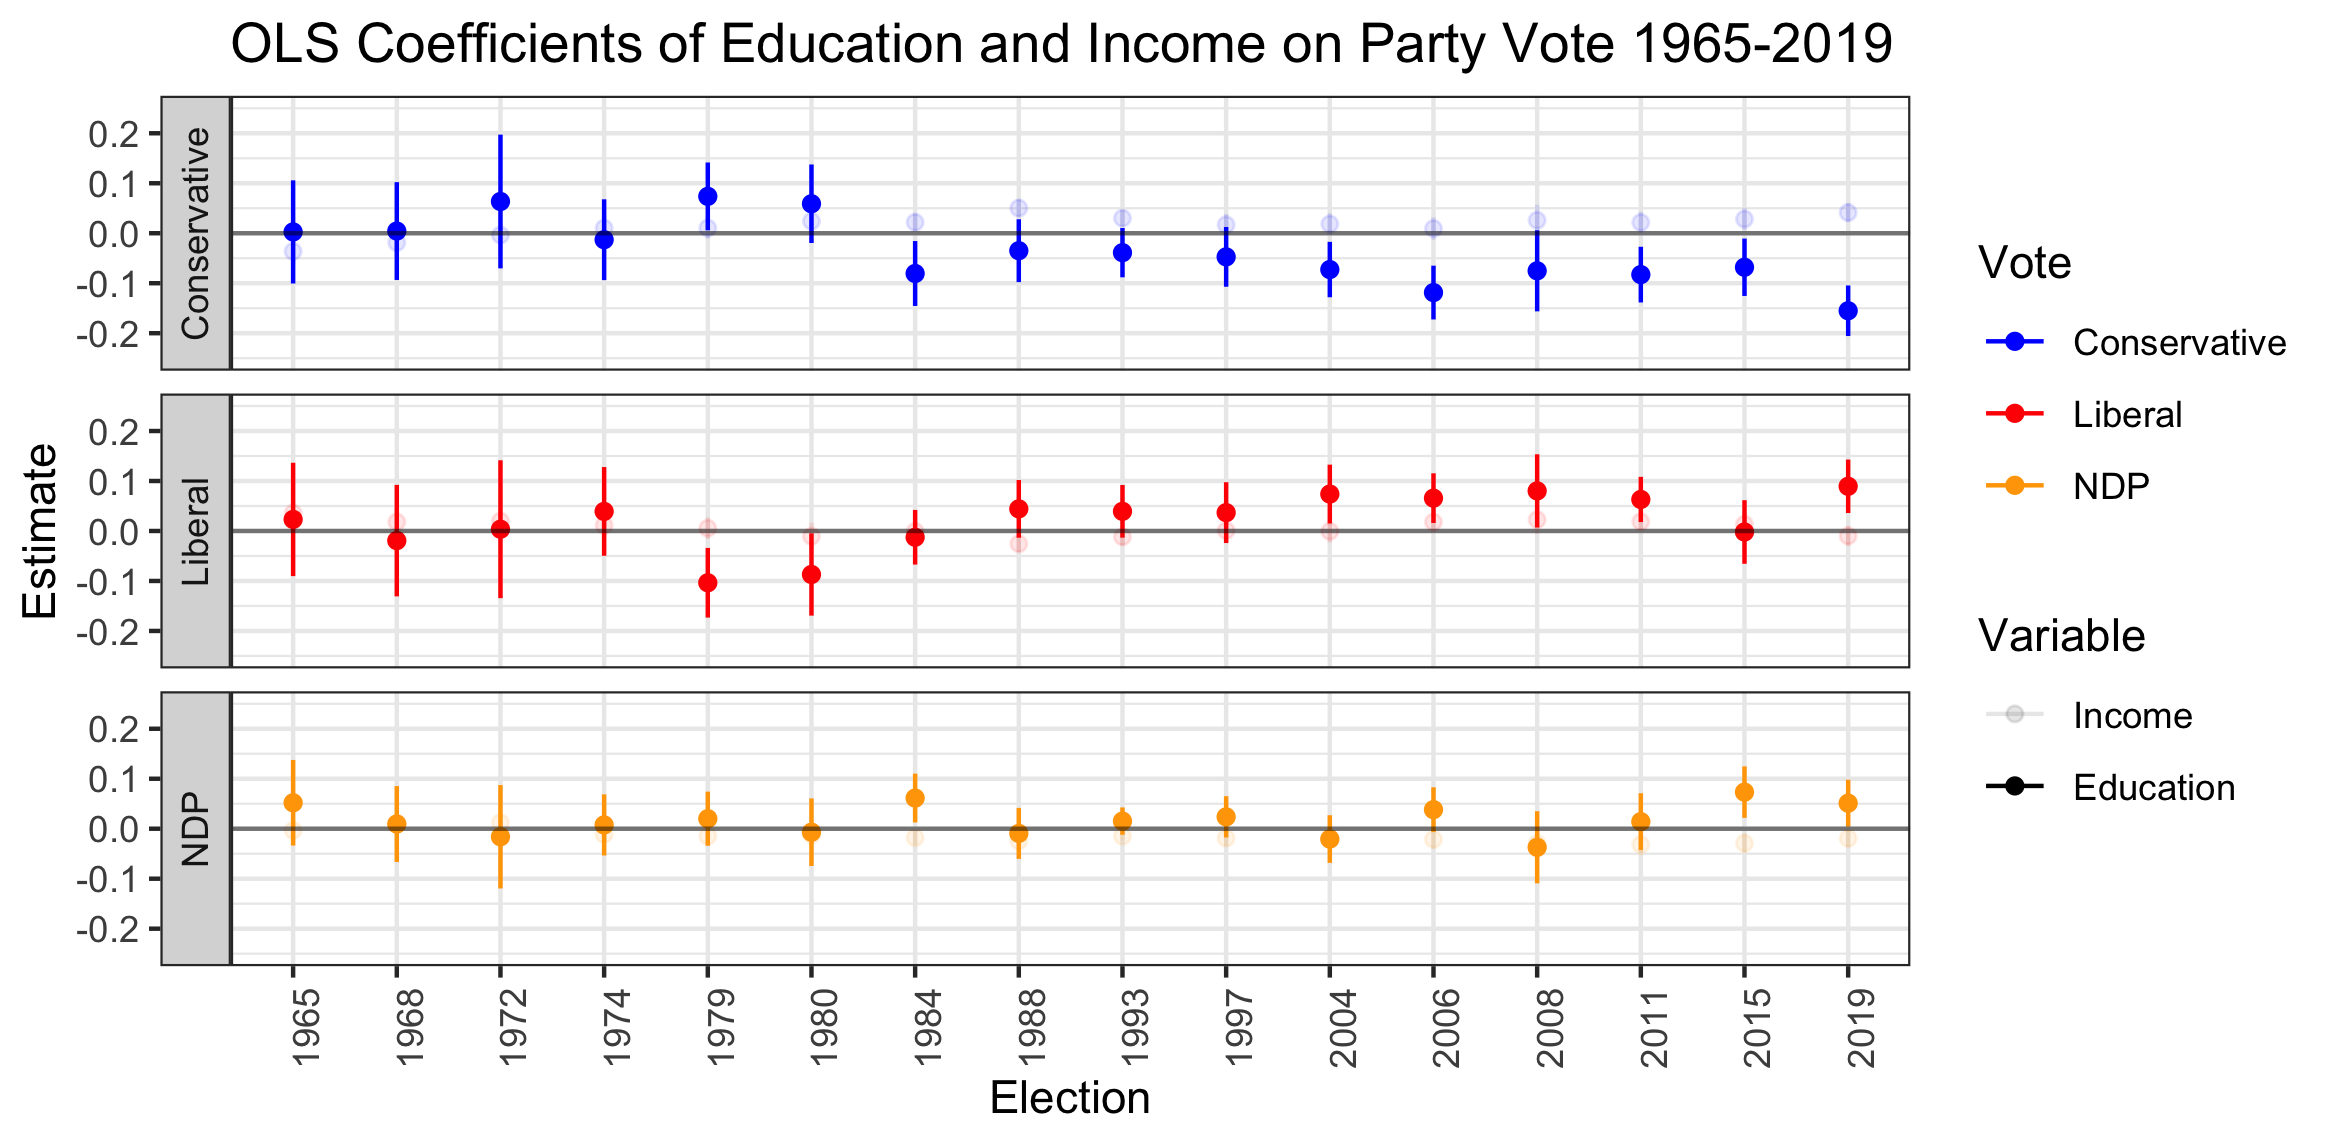 OLS Coefficients of Education and Income on Party Vote 1965-2019
Estimate
Conservative
0.2
0.1
0.0
-0.1
-0.2
Liberal
0.2
0.1
0.0
-0.1
-0.2
NDP
0.2
0.1
0.0
-0.1
-0.2
1965
1968
1972
1974
1979
1980
1984
1988
1993
1997
2004
2006
2008
2011
2015
2019
Election
Vote
Conservative
Liberal
NDP
Variable
Income
Education